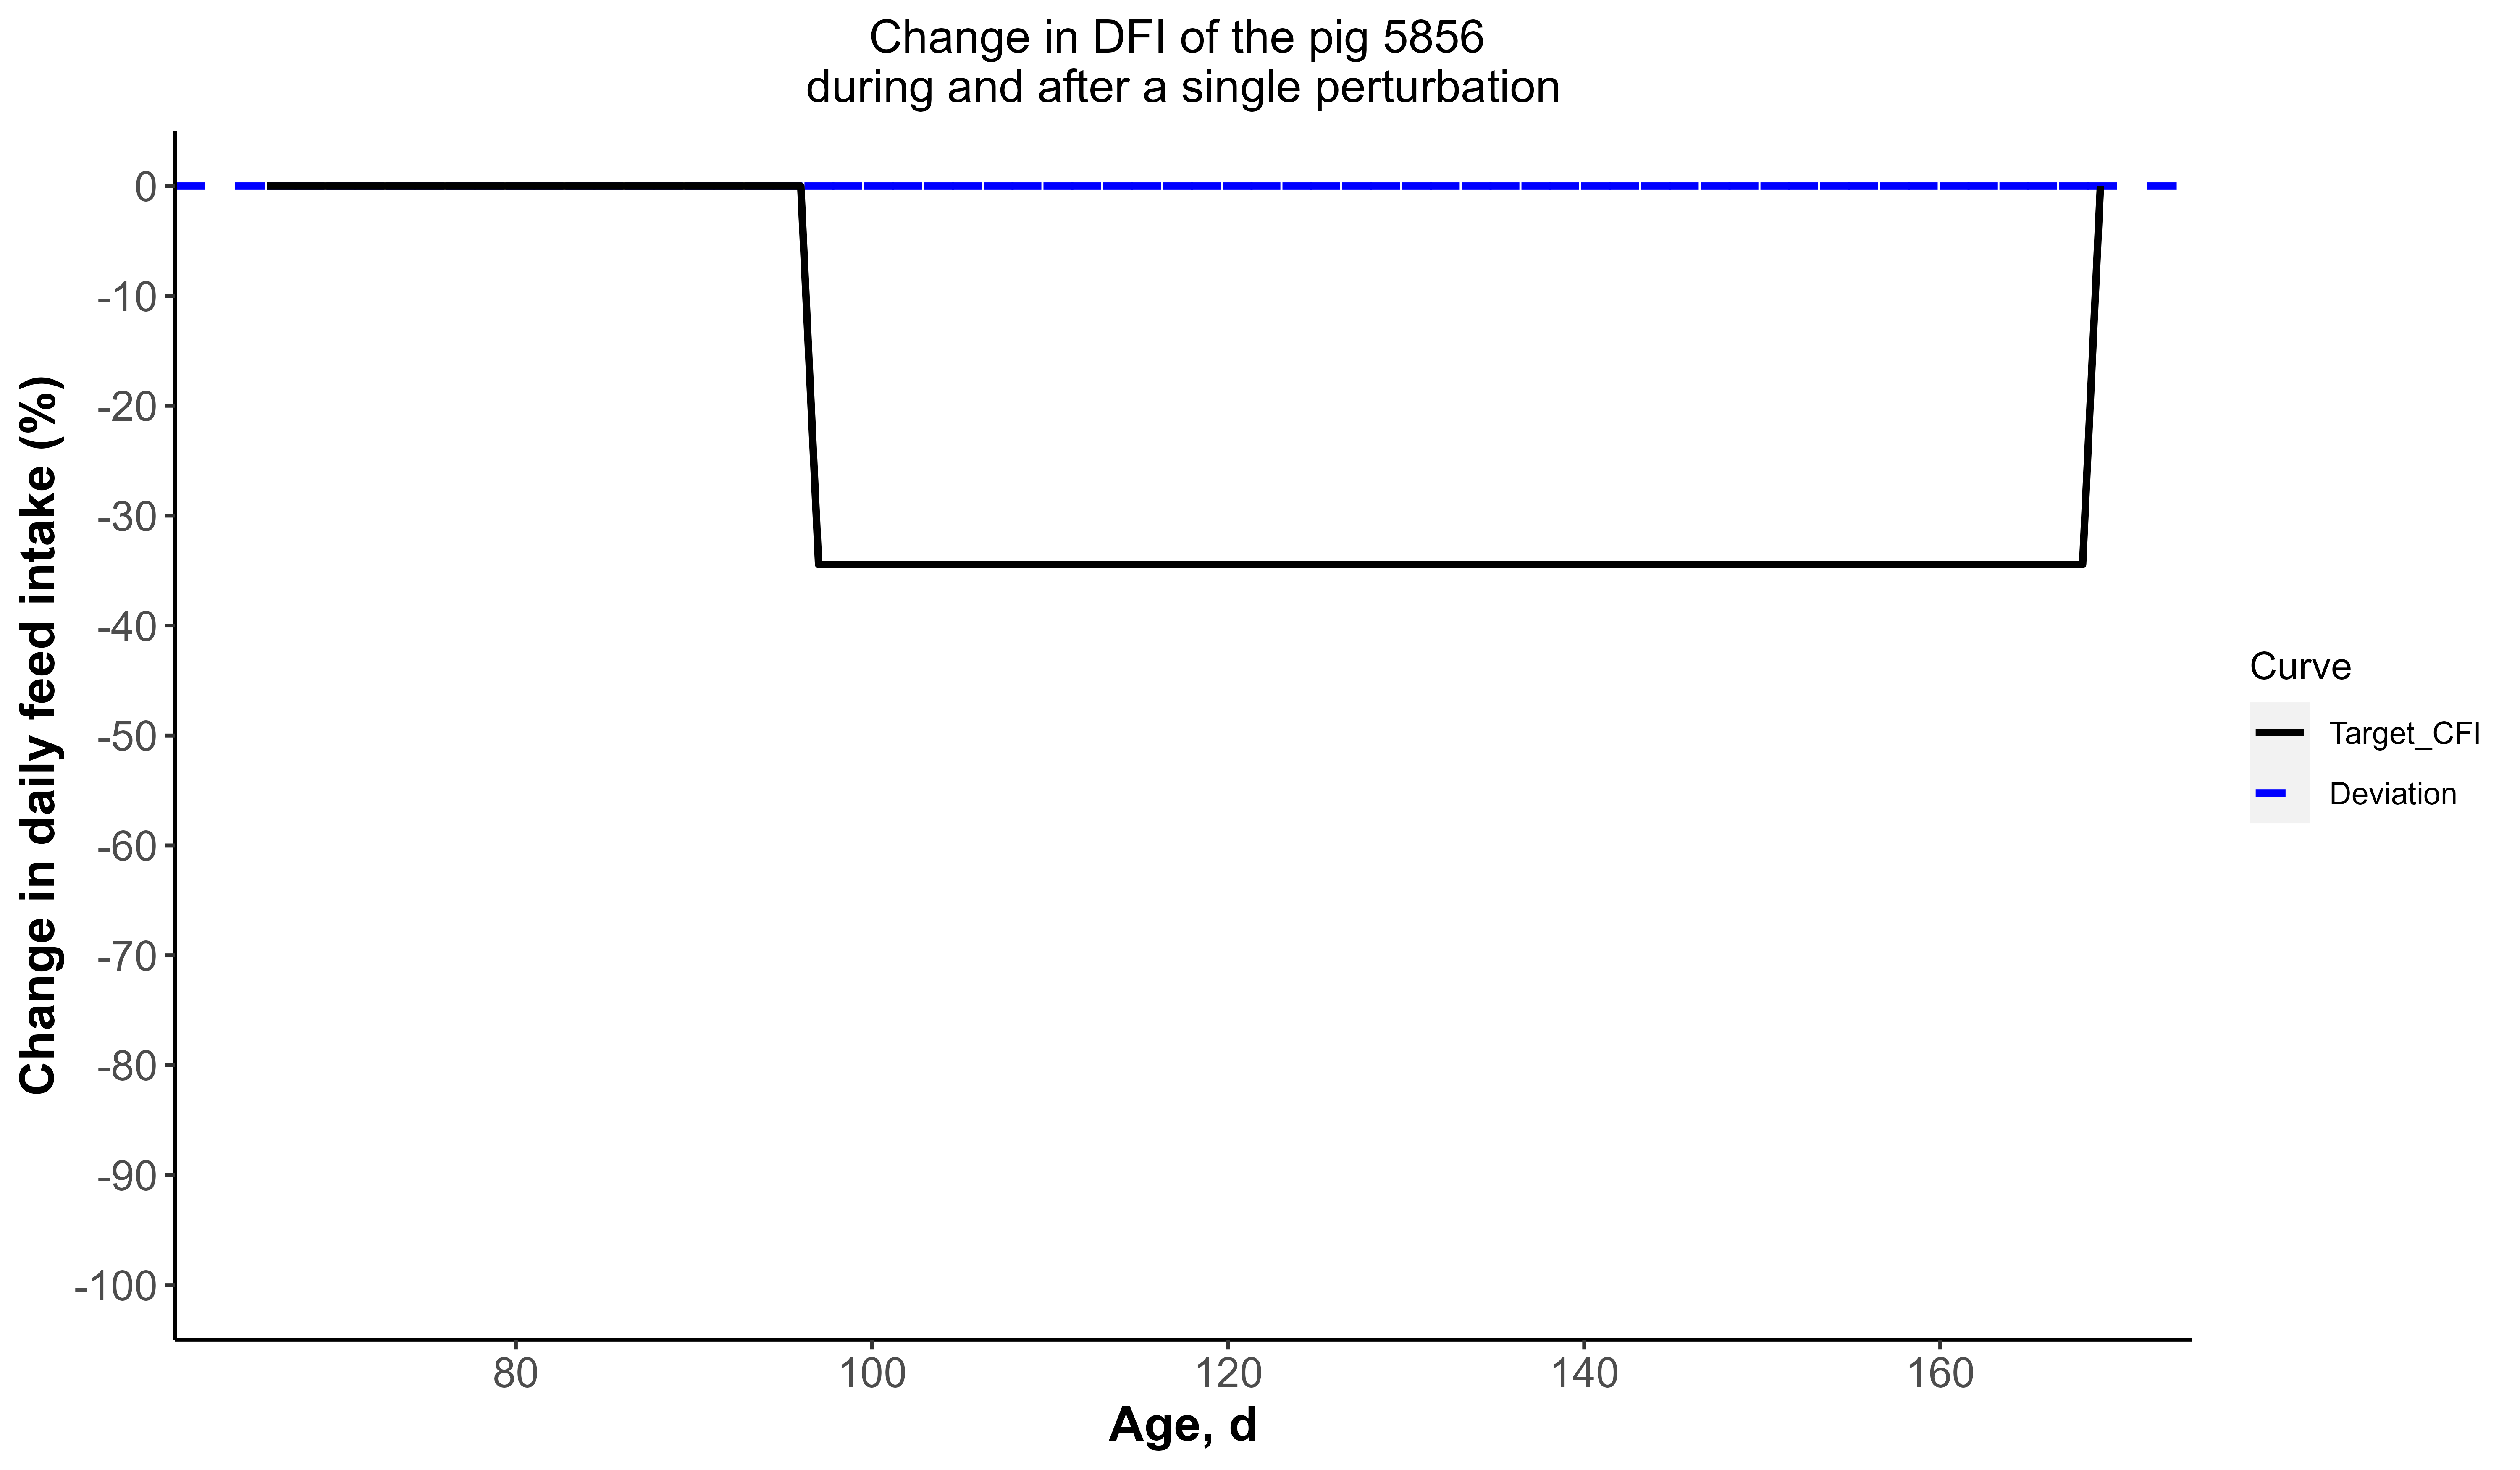 Change in DFI of the pig 5856
during and after a single perturbation
Change in daily feed intake (%)
0
-10
-20
-30
-40
-50
-60
-70
-80
-90
-100
80
100
120
140
160
Age, d
Curve
Target_CFI
Deviation